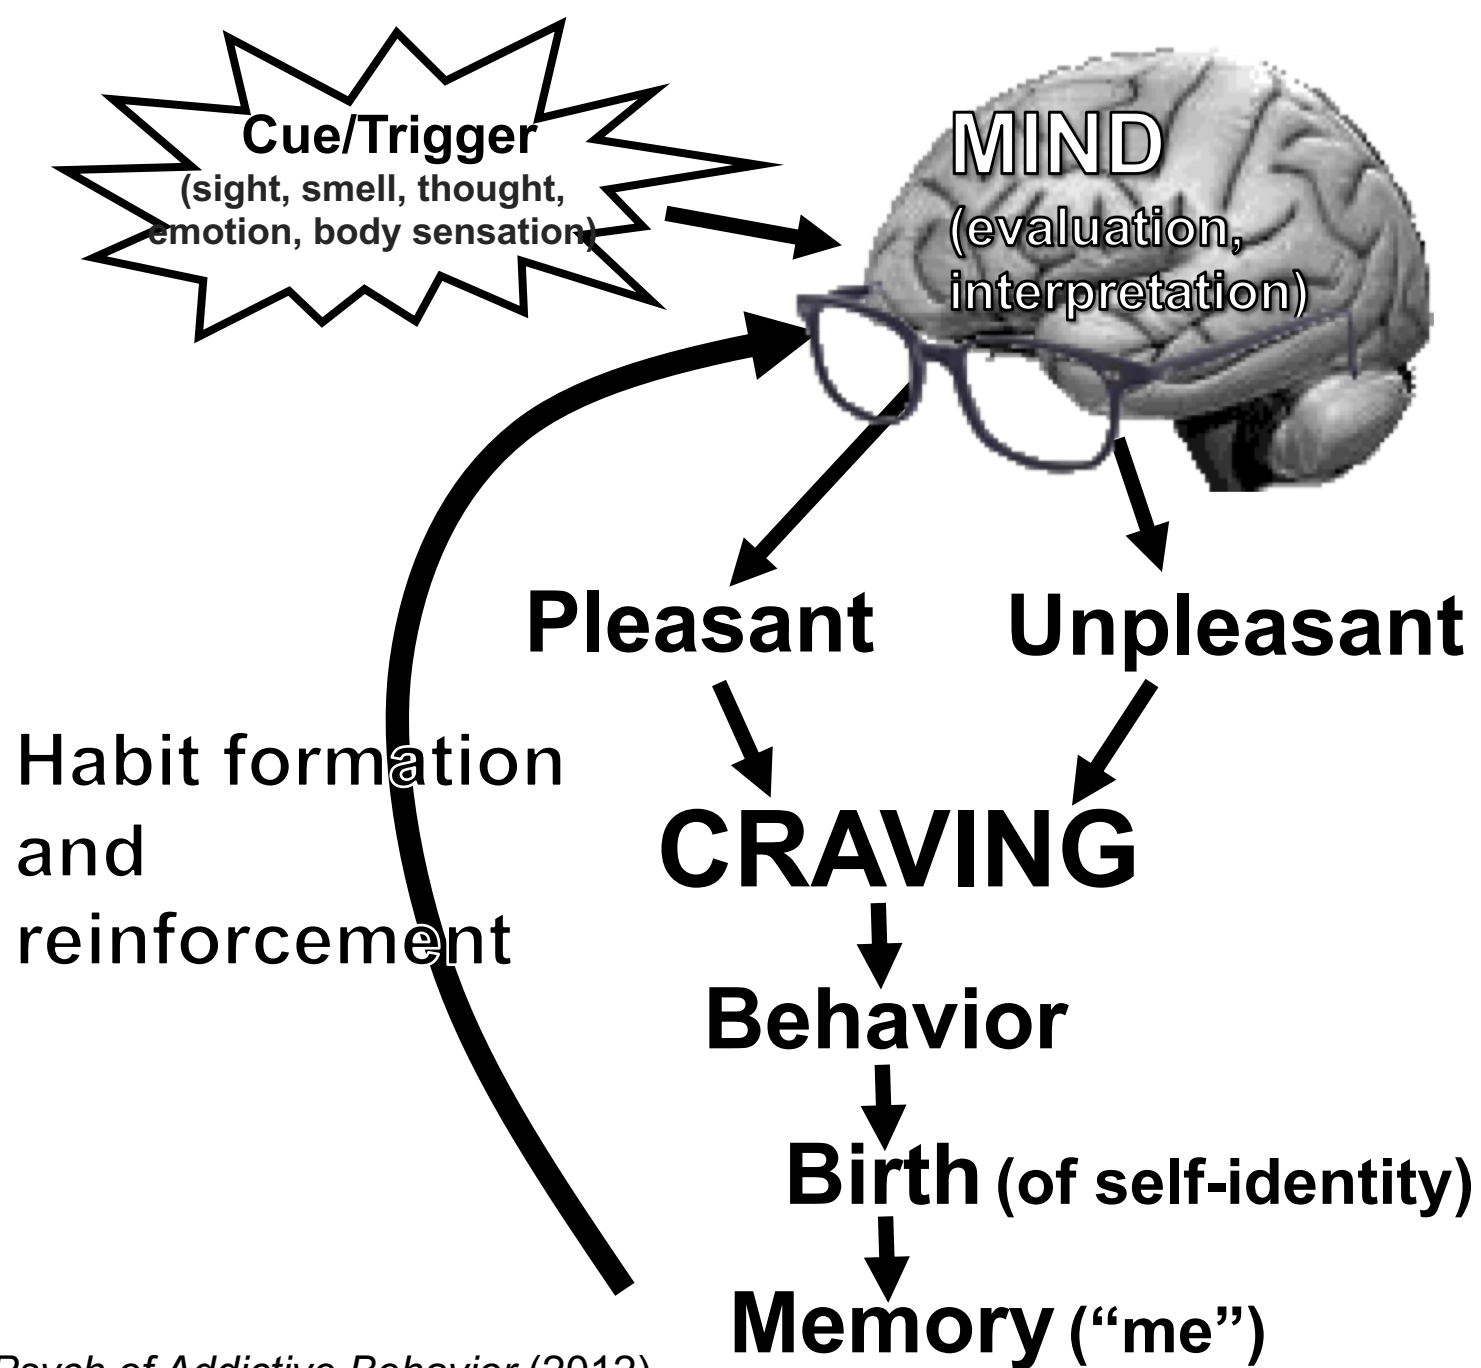 Cue/Trigger
(sight, smell, thought,
emotion, body sensation)
MIND
(evaluation,
interpretation)
Pleasant
Unpleasant
Habit formation
and
reinforcement
CRAVING
Behavior
Birth (of self-identity)
Memory (“me”)
Psych of Addictive Behavior (2012)